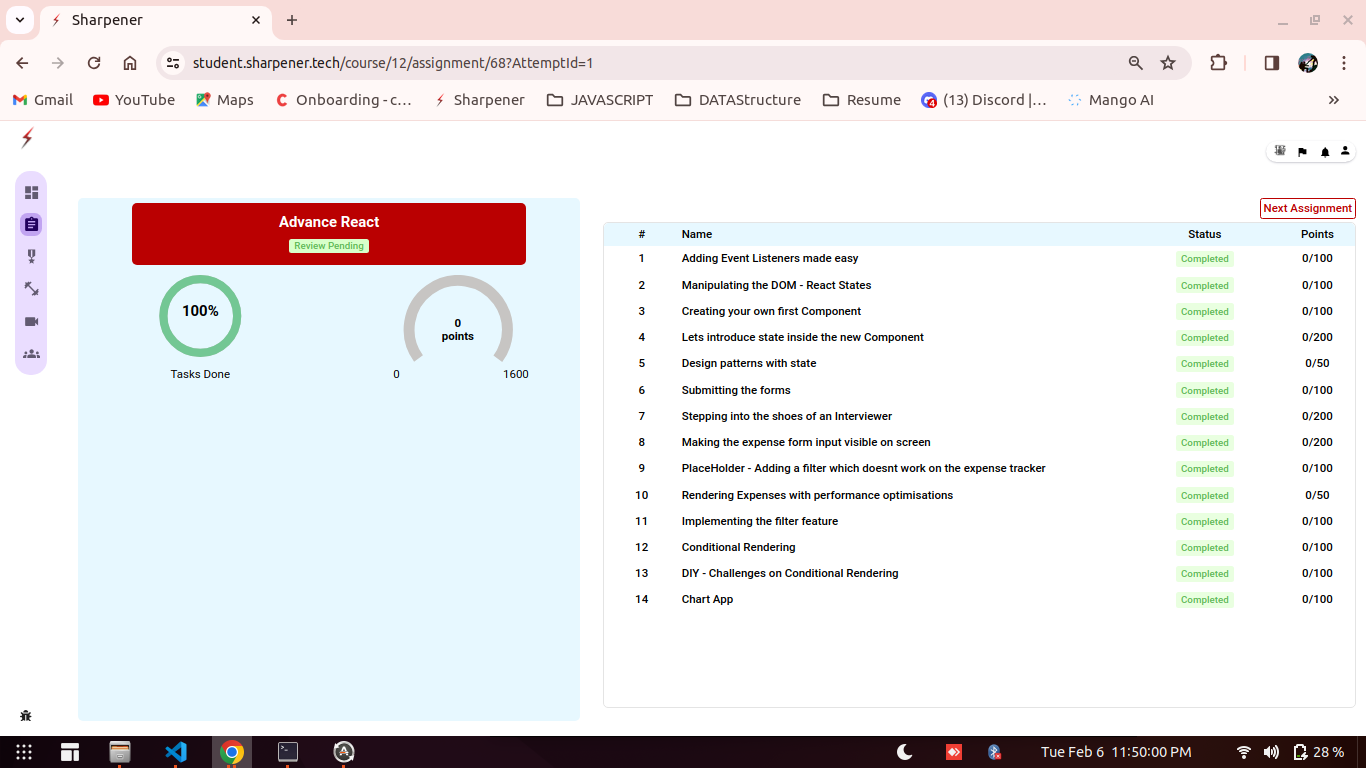 Sharpener
student.sharpener.tech/course/12/assignment/68?AttemptId=1
Gmail YouTube Maps Onboarding - c... Sharpener JAVASCRIPT DATAStructure Resume (13) Discord |... Mango AI
Next Assignment
Advance React
Review Pending
100%
Tasks Done
0
points
0 1600
# Name Status Points
1 Adding Event Listeners made easy Completed 0/100
2 Manipulating the DOM - React States Completed 0/100
3 Creating your own first Component Completed 0/100
4 Lets introduce state inside the new Component Completed 0/200
5 Design patterns with state Completed 0/50
6 Submitting the forms Completed 0/100
7 Stepping into the shoes of an Interviewer Completed 0/200
8 Making the expense form input visible on screen Completed 0/200
9 PlaceHolder - Adding a filter which doesnt work on the expense tracker Completed 0/100
10 Rendering Expenses with performance optimisations Completed 0/50
11 Implementing the filter feature Completed 0/100
12 Conditional Rendering Completed 0/100
13 DIY - Challenges on Conditional Rendering Completed 0/100
14 Chart App Completed 0/100
Tue Feb 6 11:50:00 PM 28 %